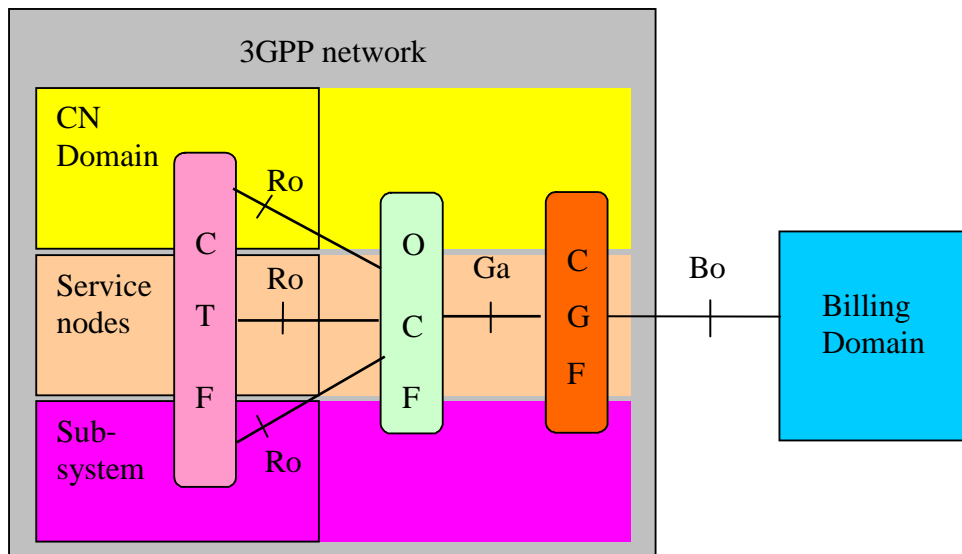 3GPP network
CN
Domain
Ro
C
T
F
Service
nodes
Ro
Sub-
system
Ro
O
C
F
Ga
C
G
F
Bo
Billing
Domain